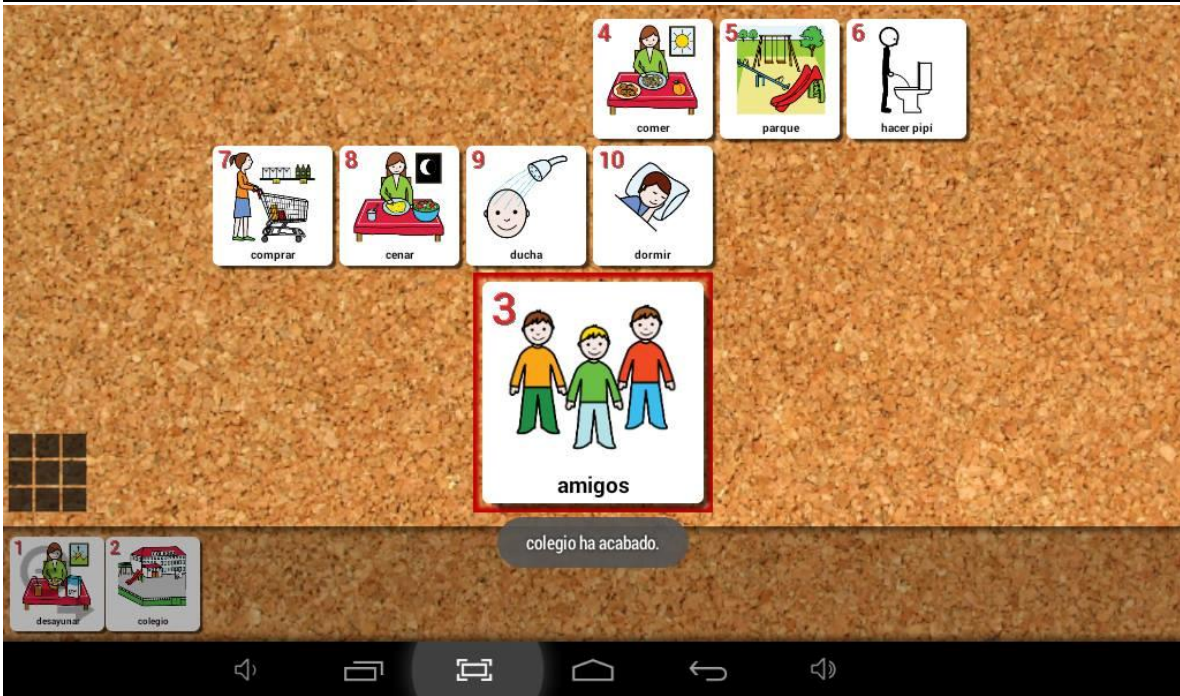 4
comer
5
parque
6
hacer pipí
7
comprar
8
cenar
9
ducha
10
dormir
3
amigos
colegio ha acabado.
1
desayunar
2
colegio